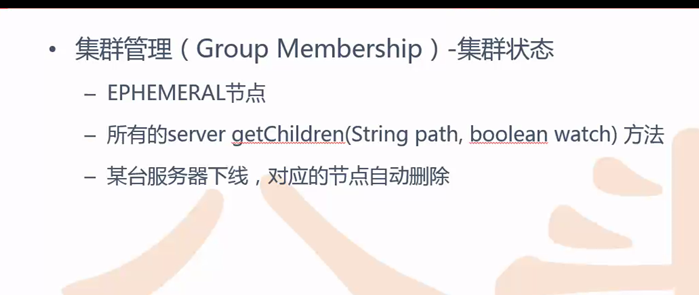 • 集群管理（Group Membership）-集群状态
– EPHEMERAL节点
– 所有的server getChildren(String path, boolean watch) 方法
– 某台服务器下线，对应的节点自动删除